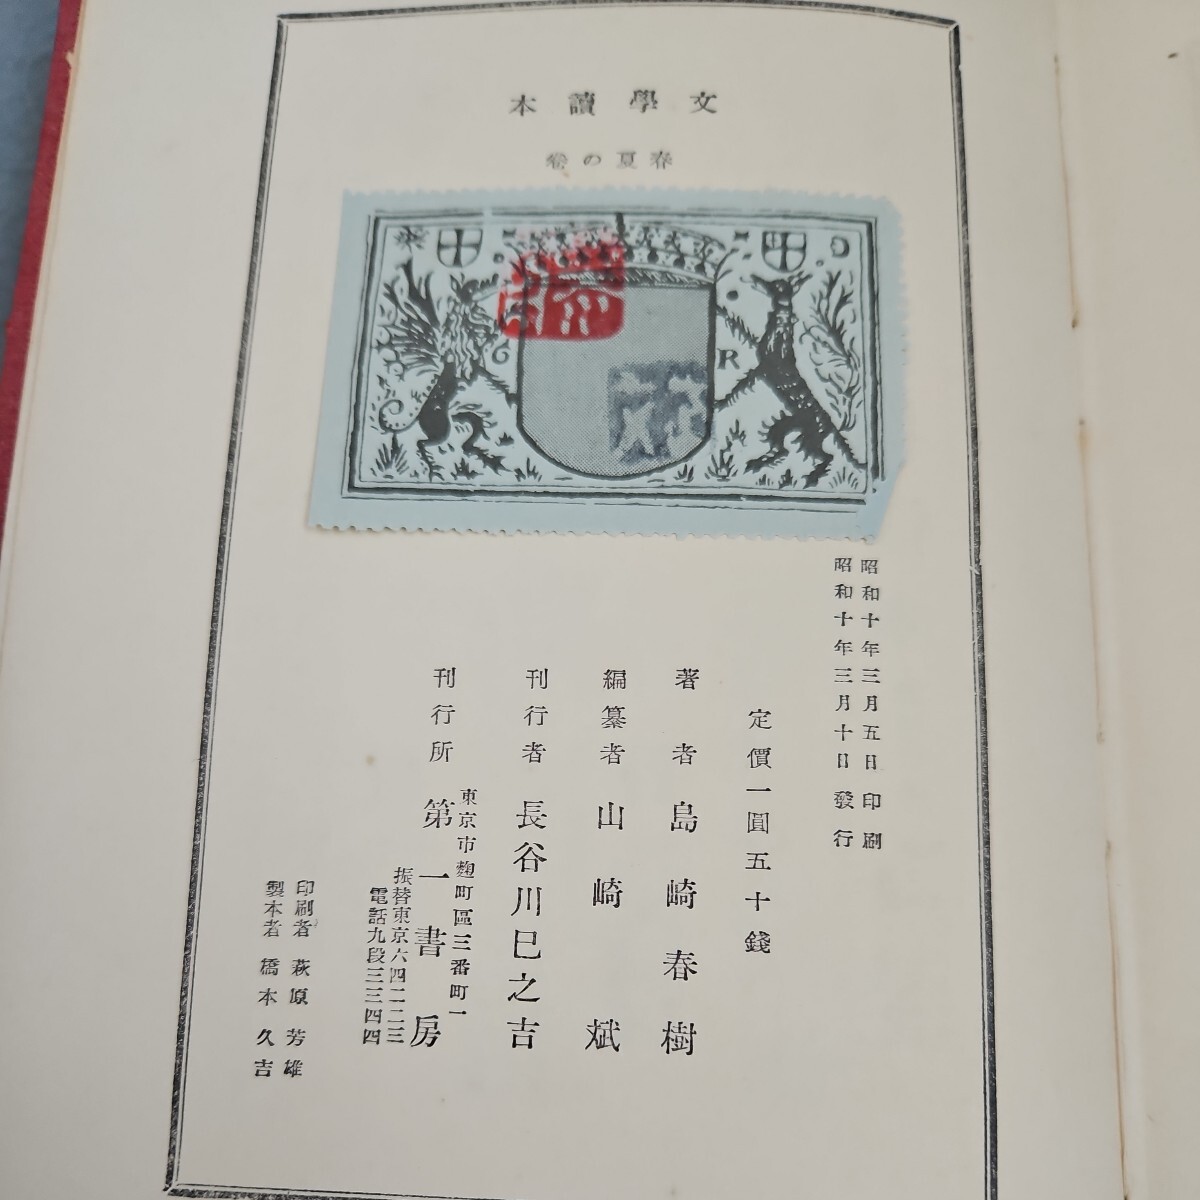 文學讀本
春夏の卷
R
昭和十年三月五日印刷
昭和十年三月十日發行
定價一圓五十錢
著者 島崎春樹
編纂者 山崎斌
刊行者 長谷川巳之吉
東京市麴町區三番町一
刊行所 第一書房
振替東京六四二二三
電話九段三三四四
印刷者 萩原芳雄
製本者 橋本久吉